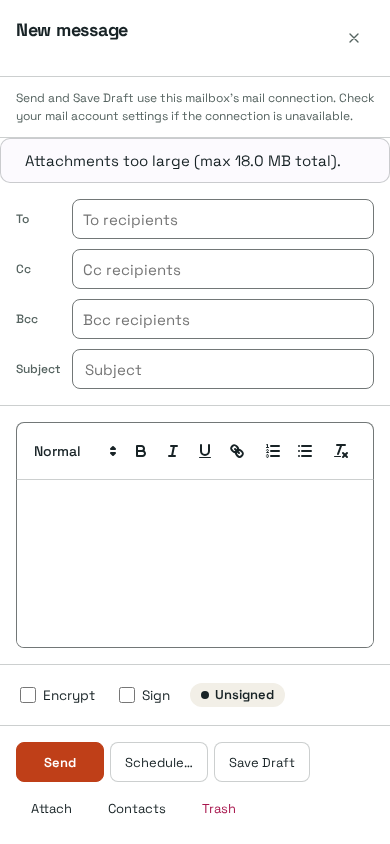 New message
Send and Save Draft use this mailbox's mail connection. Check
your mail account settings if the connection is unavailable.
Attachments too large (max 18.0 MB total).
To
To recipients
Cc
Cc recipients
Bcc
Bcc recipients
Subject
Subject
Normal
Encrypt
Sign
Unsigned
Send
Schedule...
Save Draft
Attach
Contacts
Trash